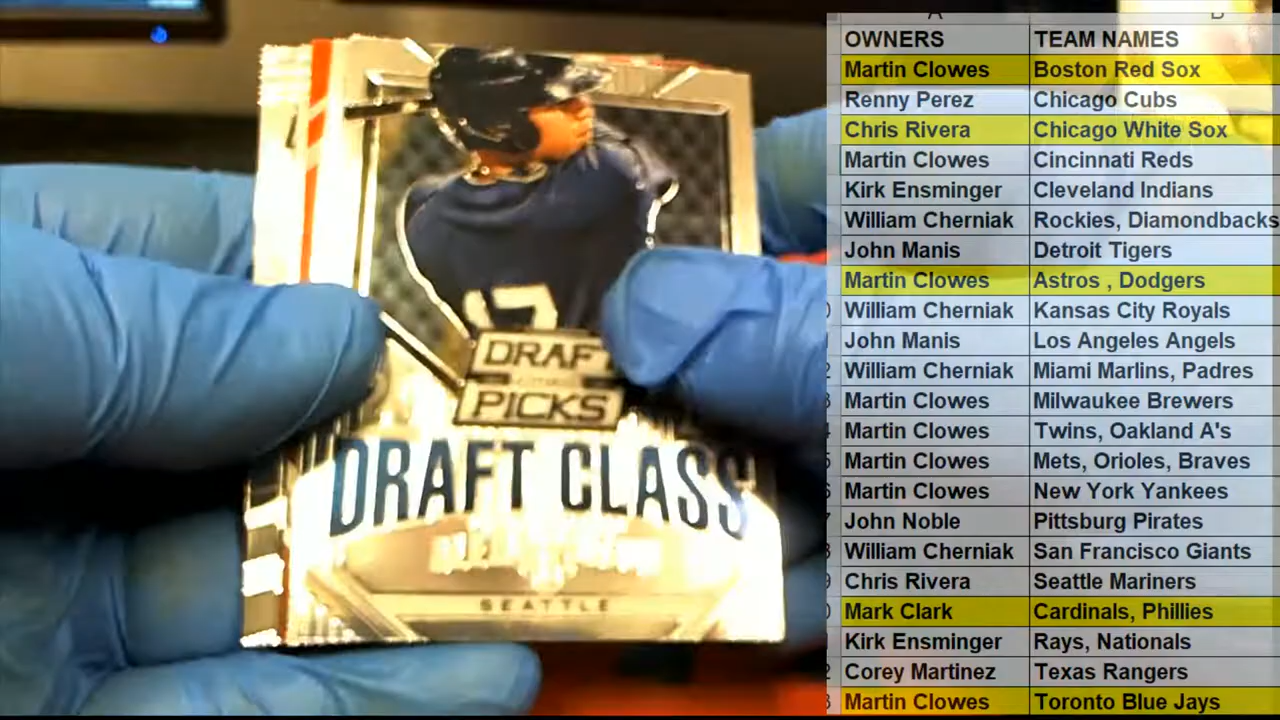 17
DRAFT
PICKS
DRAFT CLASS
SEATTLE
OWNERS TEAM NAMES
Martin Clowes Boston Red Sox
Renny Perez Chicago Cubs
Chris Rivera Chicago White Sox
Martin Clowes Cincinnati Reds
Kirk Ensminger Cleveland Indians
William Cherniak Rockies, Diamondbacks
John Manis Detroit Tigers
Martin Clowes Astros , Dodgers
William Cherniak Kansas City Royals
John Manis Los Angeles Angels
William Cherniak Miami Marlins, Padres
Martin Clowes Milwaukee Brewers
Martin Clowes Twins, Oakland A's
Martin Clowes Mets, Orioles, Braves
Martin Clowes New York Yankees
John Noble Pittsburg Pirates
William Cherniak San Francisco Giants
Chris Rivera Seattle Mariners
Mark Clark Cardinals, Phillies
Kirk Ensminger Rays, Nationals
Corey Martinez Texas Rangers
Martin Clowes Toronto Blue Jays